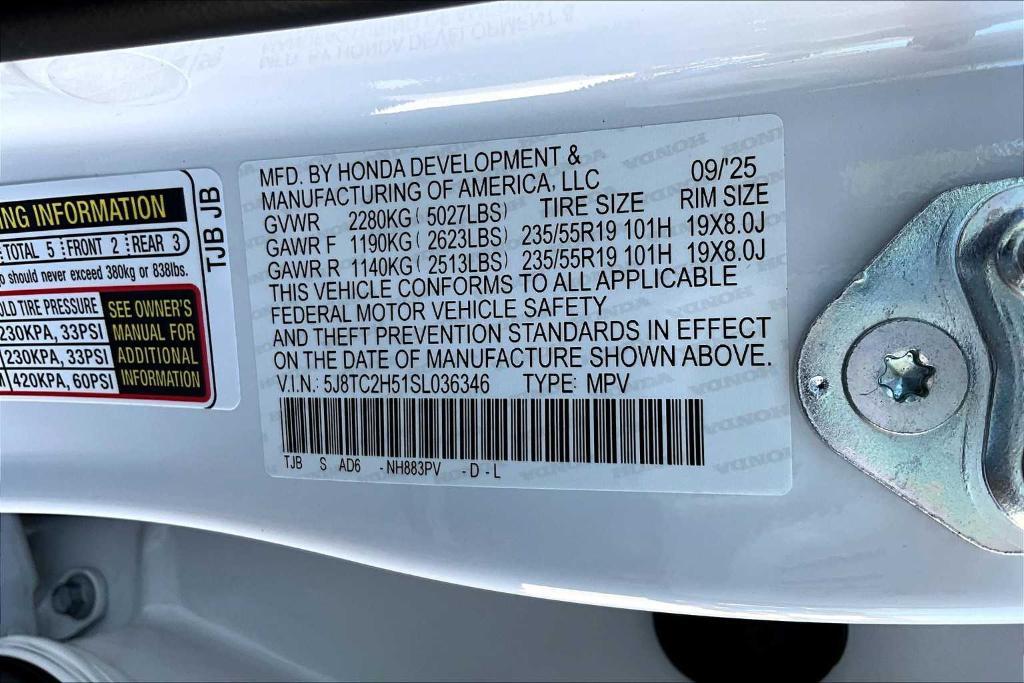 NG INFORMATION
TOTAL 5 FRONT 2 REAR 3
o should never exceed 380kg or 838lbs.
OLD TIRE PRESSURE
230KPA, 33PSI
230KPA, 33PSI
420KPA, 60PSI
SEE OWNER'S
MANUAL FOR
ADDITIONAL
INFORMATION
TJB JB
MFD. BY HONDA DEVELOPMENT & 09/'25
MANUFACTURING OF AMERICA, LLC
GVWR 2280KG ( 5027LBS) TIRE SIZE RIM SIZE
GAWR F 1190KG ( 2623LBS) 235/55R19 101H 19X8.0J
GAWR R 1140KG ( 2513LBS) 235/55R19 101H 19X8.0J
THIS VEHICLE CONFORMS TO ALL APPLICABLE
FEDERAL MOTOR VEHICLE SAFETY
AND THEFT PREVENTION STANDARDS IN EFFECT
ON THE DATE OF MANUFACTURE SHOWN ABOVE.
V.I.N.: 5J8TC2H51SL036346 TYPE: MPV
TJB S AD6 - NH883PV - D - L